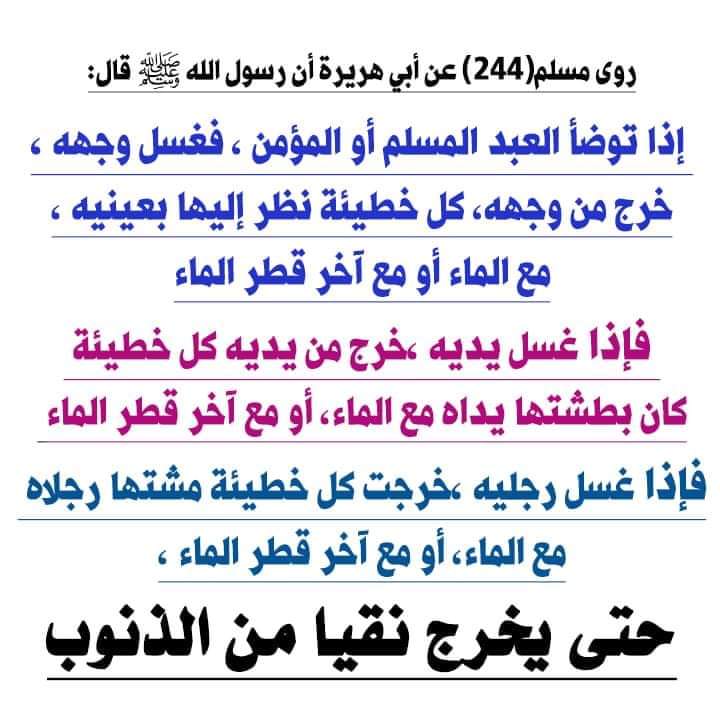 روى مسلم(244) عن أبي هريرة أن رسول الله ﷺ قال:
إذا توضأ العبد المسلم أو المؤمن ، فغسل وجهه ،
خرج من وجهه، كل خطيئة نظر إليها بعينيه ،
مع الماء أو مع آخر قطر الماء
فإذا غسل يديه ،خرج من يديه كل خطيئة
كان بطشتها يداه مع الماء، أو مع آخر قطر الماء
فإذا غسل رجليه ،خرجت كل خطيئة مشتها رجلاه
مع الماء، أو مع آخر قطر الماء ،
حتى يخرج نقيا من الذنوب